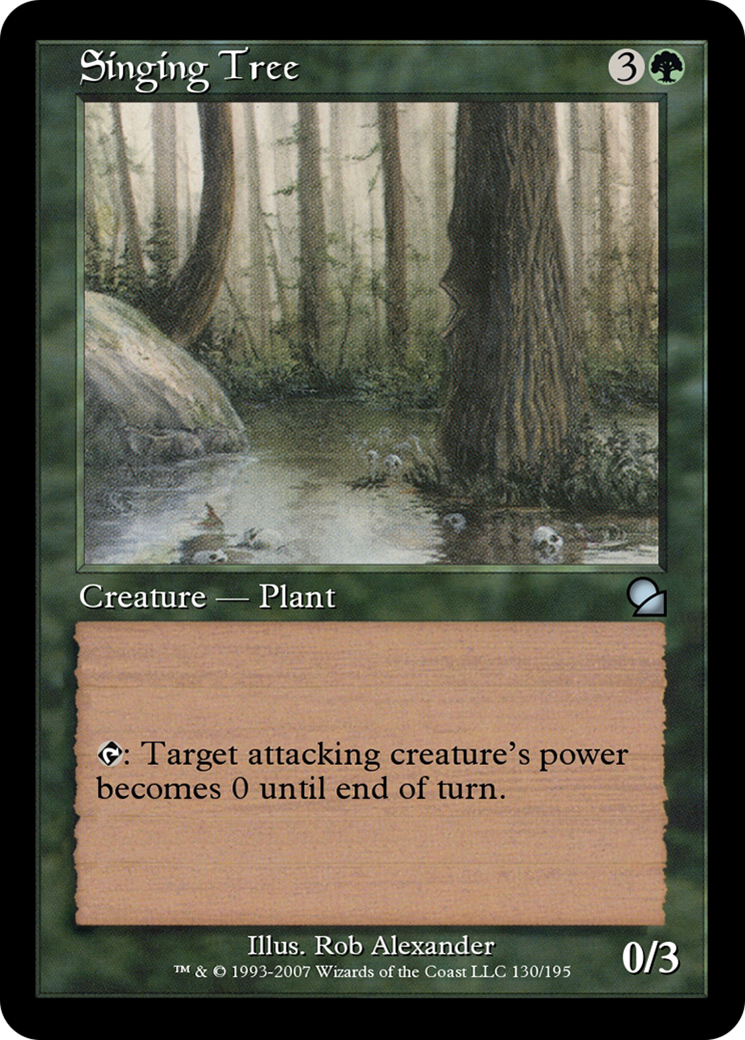 Singing Tree 3
Creature — Plant
: Target attacking creature's power
becomes 0 until end of turn.
Illus. Rob Alexander
™ & © 1993-2007 Wizards of the Coast LLC 130/195
0/3